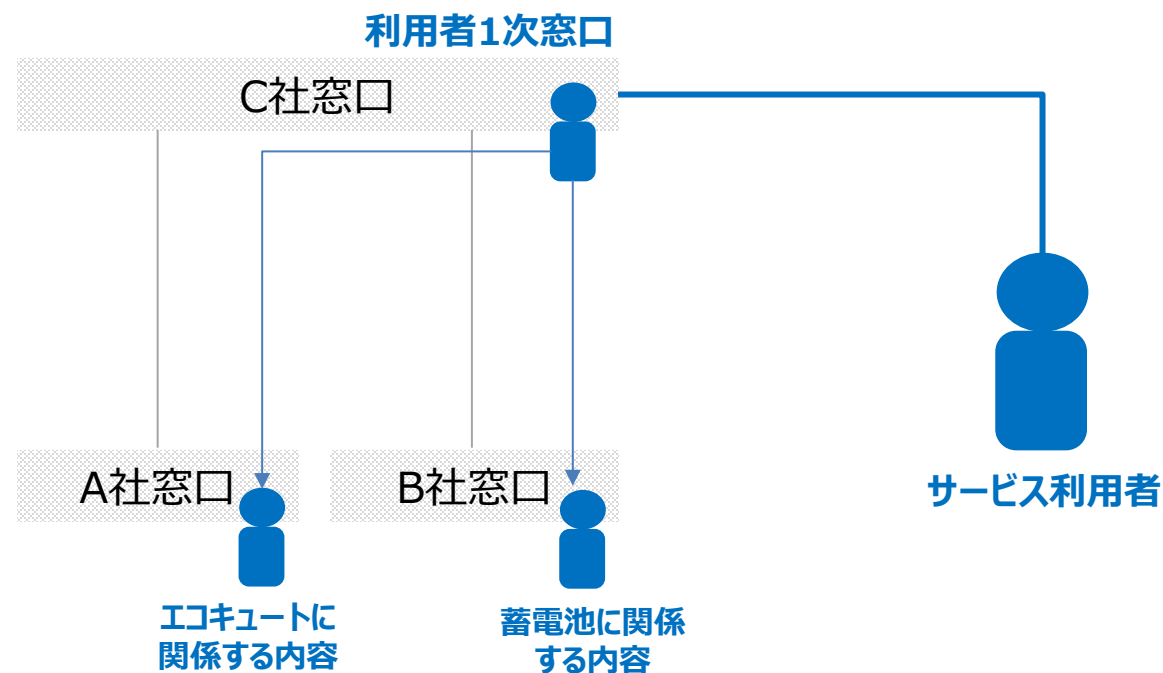 利用者1次窓口
C社窓口
A社窓口
B社窓口
サービス利用者
エコキュートに
関係する内容
蓄電池に関係
する内容